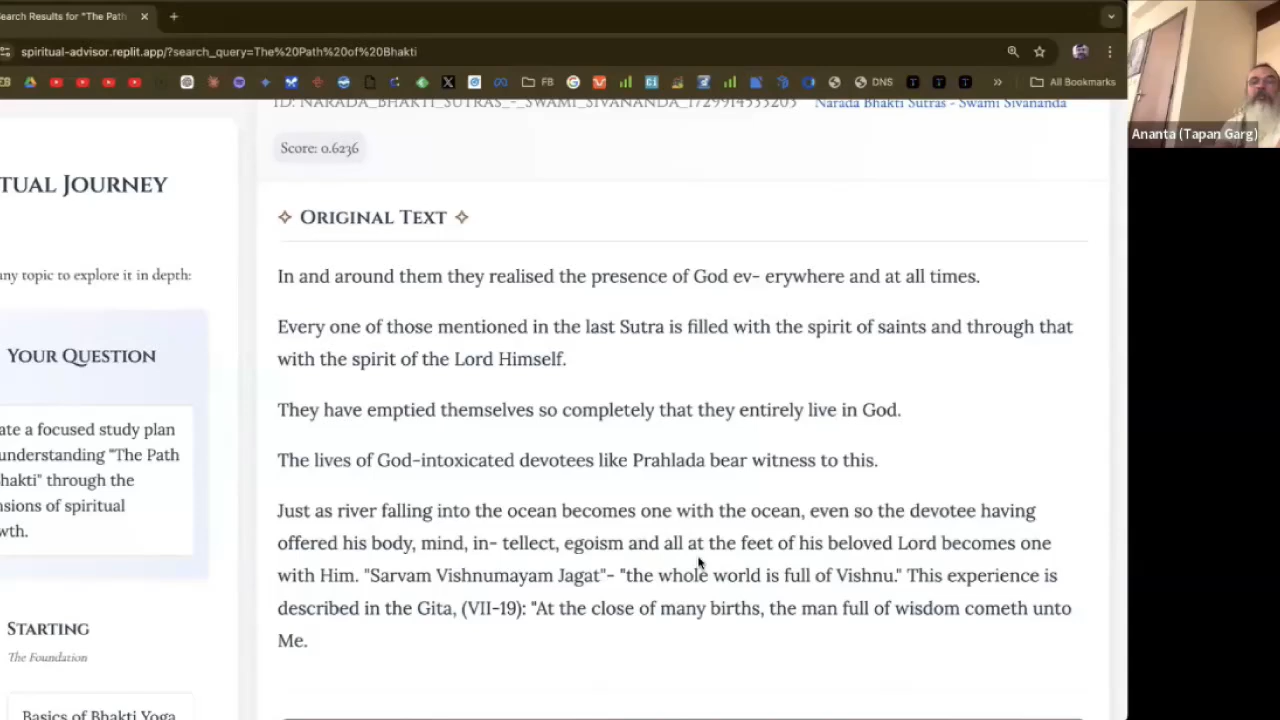 earch Results for "The Path
spiritual-advisor.replit.app/?search_query=The%20Path%20of%20Bhakti
FB
DNS
All Bookmarks
Ananta (Tapan Garg)
ID: NARADA_BHAKTI_SUTRAS_-_SWAMI_SIVANANDA_1729914555203 Narada Bhakti Sutras - Swami Sivananda
Score: 0.6236
TUAL JOURNEY
ORIGINAL TEXT
any topic to explore it in depth:
In and around them they realised the presence of God ev- erywhere and at all times.
Every one of those mentioned in the last Sutra is filled with the spirit of saints and through that
with the spirit of the Lord Himself.
YOUR QUESTION
They have emptied themselves so completely that they entirely live in God.
ate a focused study plan
understanding "The Path
hakti" through the
nsions of spiritual
wth.
The lives of God-intoxicated devotees like Prahlada bear witness to this.
Just as river falling into the ocean becomes one with the ocean, even so the devotee having
offered his body, mind, in- tellect, egoism and all at the feet of his beloved Lord becomes one
with Him. "Sarvam Vishnumayam Jagat"- "the whole world is full of Vishnu." This experience is
described in the Gita, (VII-19): "At the close of many births, the man full of wisdom cometh unto
Me.
STARTING
The Foundation
Basics of Bhakti Yoga